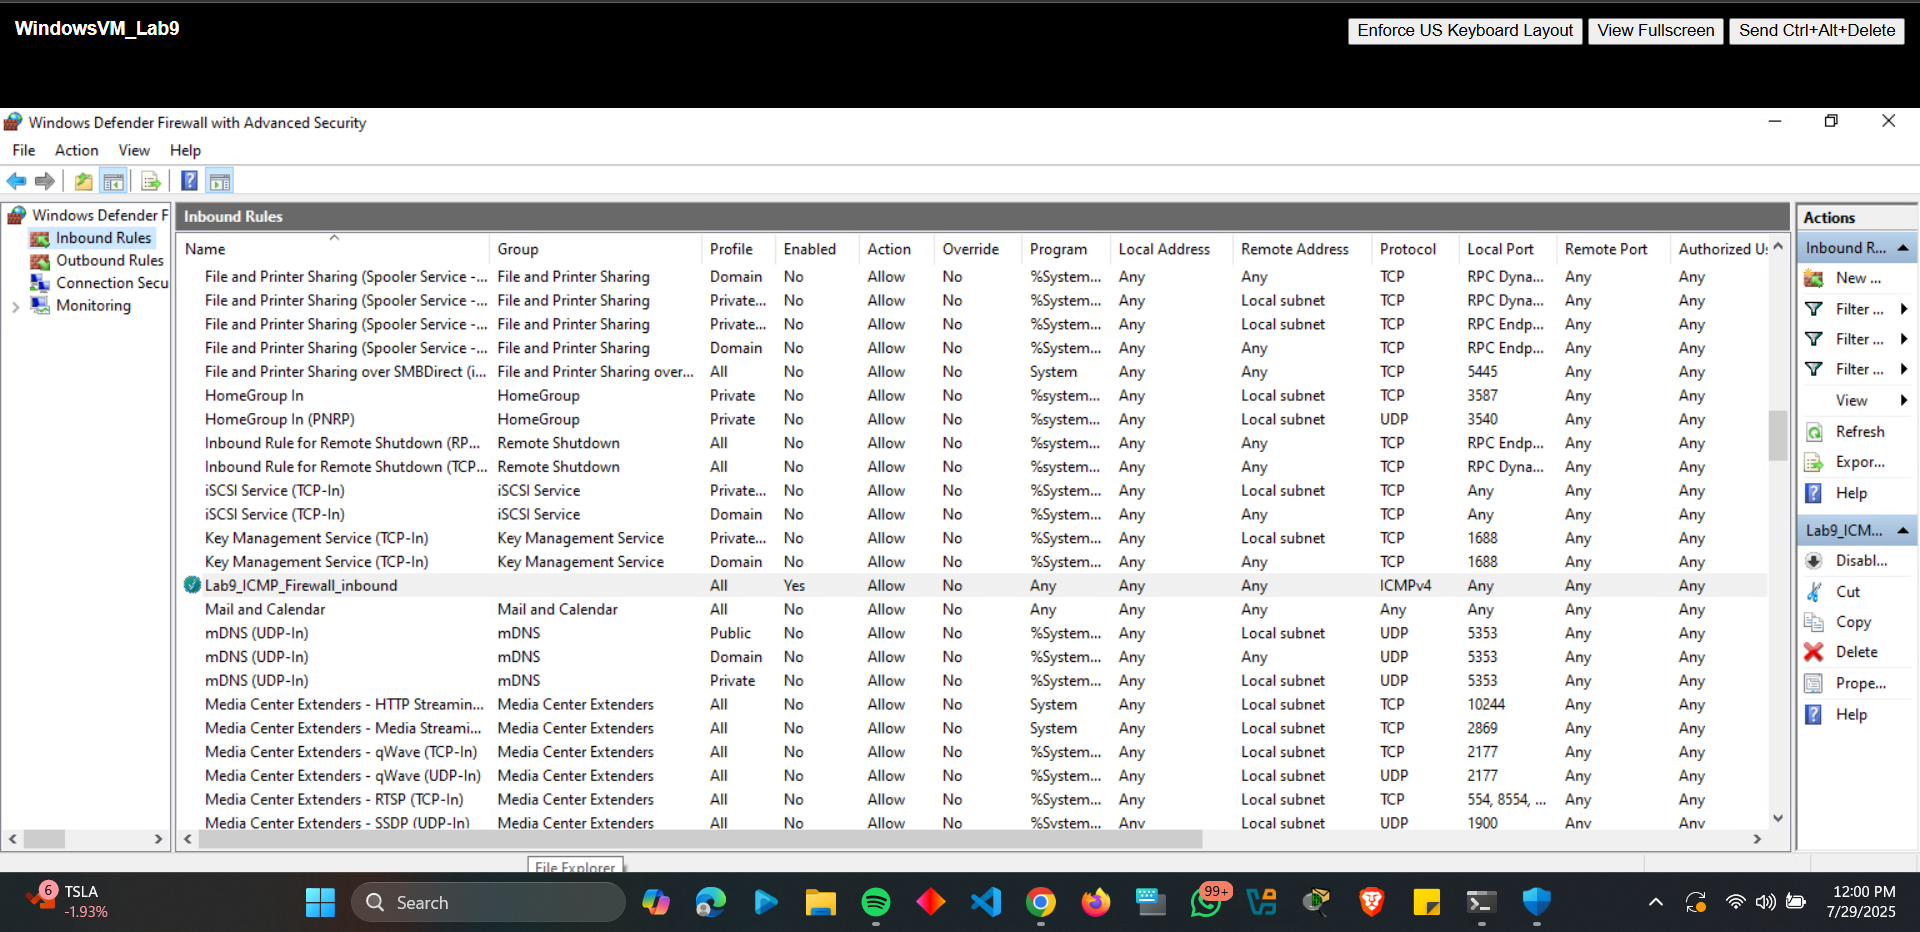 WindowsVM_Lab9
Enforce US Keyboard Layout View Fullscreen Send Ctrl+Alt+Delete
Windows Defender Firewall with Advanced Security
File Action View Help
Windows Defender F
Inbound Rules
Outbound Rules
Connection Secu
Monitoring
Inbound Rules
Name Group Profile Enabled Action Override Program Local Address Remote Address Protocol Local Port Remote Port Authorized Us
File and Printer Sharing (Spooler Service -... File and Printer Sharing Domain No Allow No %System... Any Any TCP RPC Dyna... Any Any
File and Printer Sharing (Spooler Service -... File and Printer Sharing Private... No Allow No %System... Any Local subnet TCP RPC Dyna... Any Any
File and Printer Sharing (Spooler Service -... File and Printer Sharing Private... No Allow No %System... Any Local subnet TCP RPC Endp... Any Any
File and Printer Sharing (Spooler Service -... File and Printer Sharing Domain No Allow No %System... Any Any TCP RPC Endp... Any Any
File and Printer Sharing over SMBDirect (i... File and Printer Sharing over... All No Allow No System Any Any TCP 5445 Any Any
HomeGroup In HomeGroup Private No Allow No %system... Any Local subnet TCP 3587 Any Any
HomeGroup In (PNRP) HomeGroup Private No Allow No %system... Any Local subnet UDP 3540 Any Any
Inbound Rule for Remote Shutdown (RP... Remote Shutdown All No Allow No %system... Any Any TCP RPC Endp... Any Any
Inbound Rule for Remote Shutdown (TCP... Remote Shutdown All No Allow No %system... Any Any TCP RPC Dyna... Any Any
iSCSI Service (TCP-In) iSCSI Service Private... No Allow No %System... Any Local subnet TCP Any Any Any
iSCSI Service (TCP-In) iSCSI Service Domain No Allow No %System... Any Any TCP Any Any Any
Key Management Service (TCP-In) Key Management Service Private... No Allow No %System... Any Local subnet TCP 1688 Any Any
Key Management Service (TCP-In) Key Management Service Domain No Allow No %System... Any Any TCP 1688 Any Any
Lab9_ICMP_Firewall_inbound All Yes Allow No Any Any Any ICMPv4 Any Any Any
Mail and Calendar Mail and Calendar All No Allow No Any Any Any Any Any Any Any
mDNS (UDP-In) mDNS Public No Allow No %System... Any Local subnet UDP 5353 Any Any
mDNS (UDP-In) mDNS Domain No Allow No %System... Any Any UDP 5353 Any Any
mDNS (UDP-In) mDNS Private No Allow No %System... Any Local subnet UDP 5353 Any Any
Media Center Extenders - HTTP Streamin... Media Center Extenders All No Allow No System Any Local subnet TCP 10244 Any Any
Media Center Extenders - Media Streami... Media Center Extenders All No Allow No System Any Local subnet TCP 2869 Any Any
Media Center Extenders - qWave (TCP-In) Media Center Extenders All No Allow No %System... Any Local subnet TCP 2177 Any Any
Media Center Extenders - qWave (UDP-In) Media Center Extenders All No Allow No %System... Any Local subnet UDP 2177 Any Any
Media Center Extenders - RTSP (TCP-In) Media Center Extenders All No Allow No %System... Any Local subnet TCP 554, 8554, ... Any Any
Media Center Extenders - SSDP (UDP-In) Media Center Extenders All No Allow No %System... Any Local subnet UDP 1900 Any Any
Actions
Inbound R...
New ...
Filter ...
Filter ...
Filter ...
View
Refresh
Expor...
Help
Lab9_ICM...
Disabl...
Cut
Copy
Delete
Prope...
Help
File Explorer
6 TSLA
-1.93%
Search
99+
12:00 PM
7/29/2025